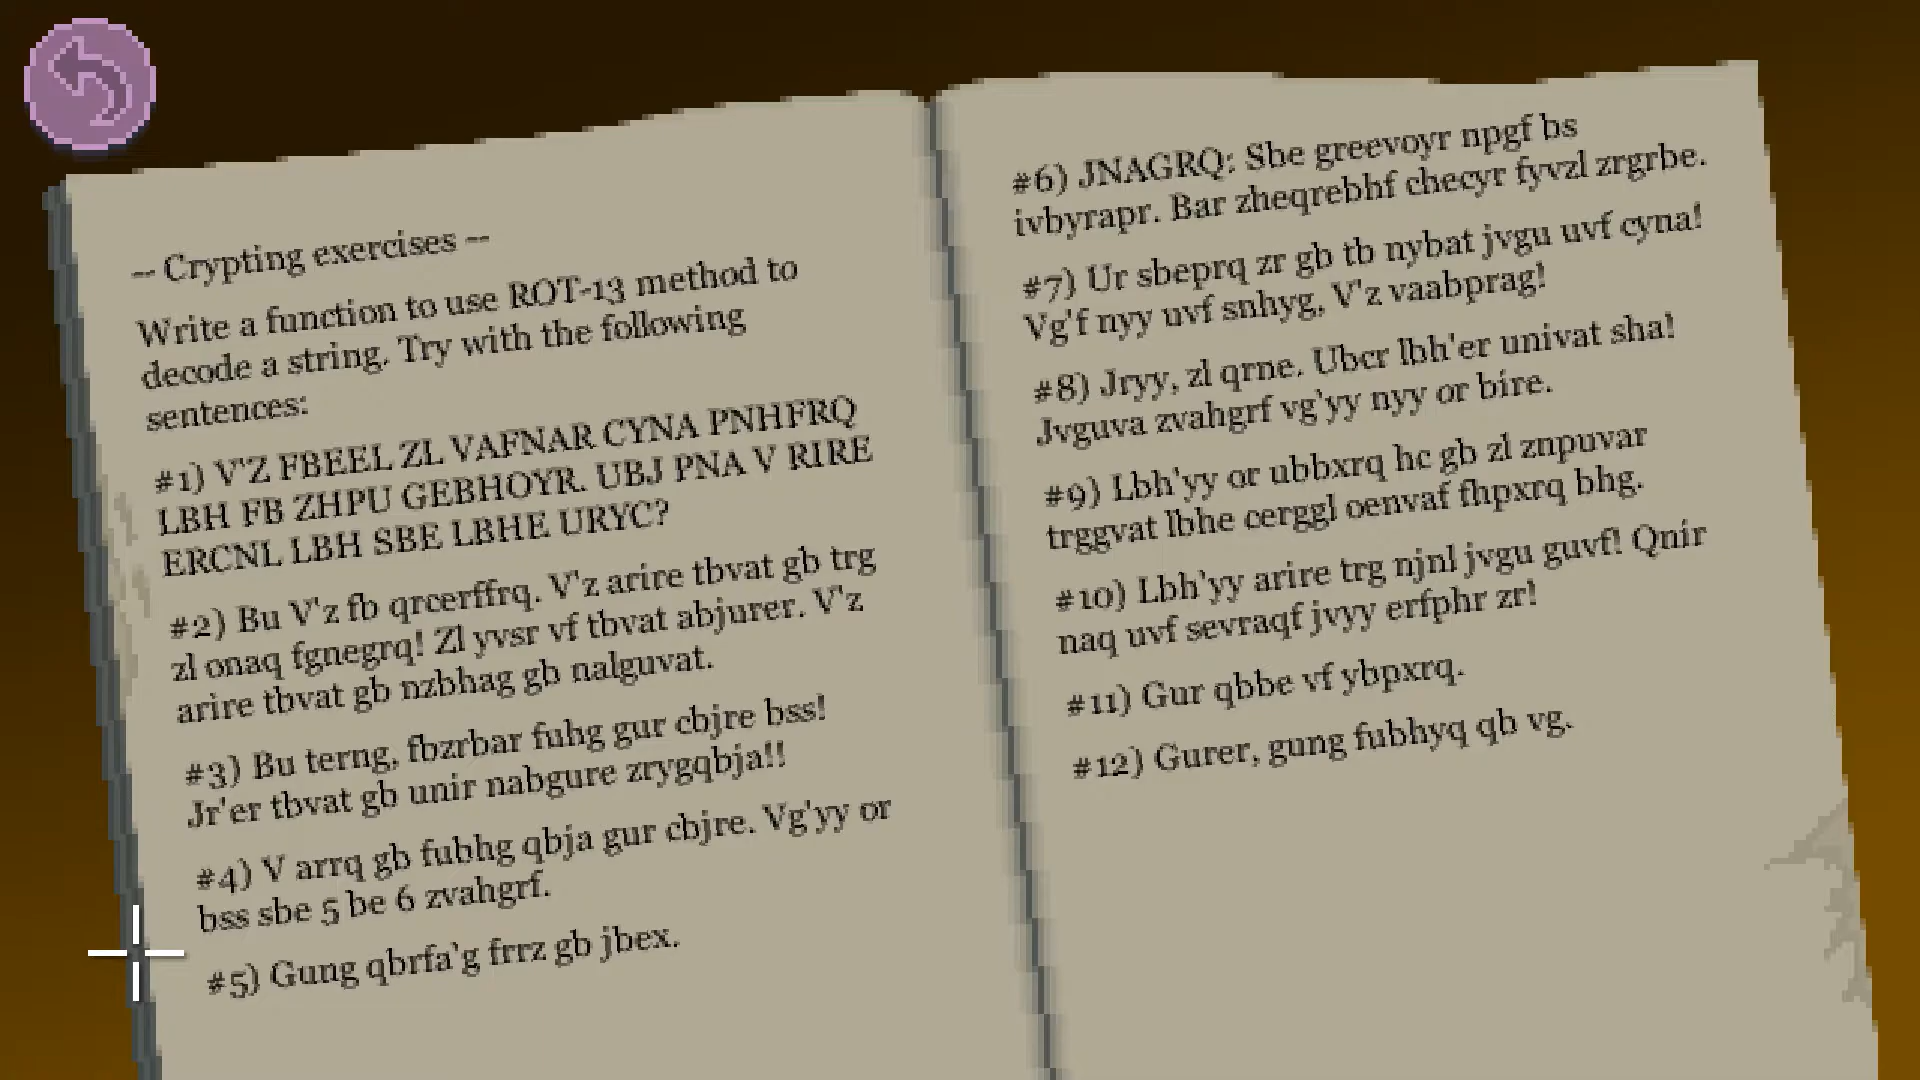 -- Crypting exercises --
Write a function to use ROT-13 method to
decode a string. Try with the following
sentences:
#1) V'Z FBEEL ZL VAFNAR CYNA PNHFRQ
LBH FB ZHPU GEBHOYR. UBJ PNA V RIRE
ERCNL LBH SBE LBHE URYC?
#2) Bu V'z fb qrcerffrq. V'z arire tbvat gb trg
zl onaq fgnegrq! Zl yvsr vf tbvat abjurer. V'z
arire tbvat gb nzbhag gb nalguvat.
#3) Bu terng, fbzrbar fuhg gur cbjre bss!
Jr'er tbvat gb unir nabgure zrygqbja!!
#4) V arrq gb fubhg qbja gur cbjre. Vg'yy or
bss sbe 5 be 6 zvahgrf.
#5) Gung qbrfa'g frrz gb jbex.
#6) JNAGRQ: Sbe greevoyr npgf bs
ivbyrapr. Bar zheqrebhf checyr fyvzl zrgrbe.
#7) Ur sbeprq zr gb tb nybat jvgu uvf cyna!
Vg'f nyy uvf snhyg, V'z vaabprag!
#8) Jryy, zl qrne. Ubcr lbh'er univat sha!
Jvguva zvahgrf vg'yy nyy or bire.
#9) Lbh'yy or ubbxrq hc gb zl znpuvar
trggvat lbhe cerggl oenvaf fhpxrq bhg.
#10) Lbh'yy arire trg njnl jvgu guvf! Qnir
naq uvf sevraqf jvyy erfphr zr!
#11) Gur qbbe vf ybpxrq.
#12) Gurer, gung fubhyq qb vg.